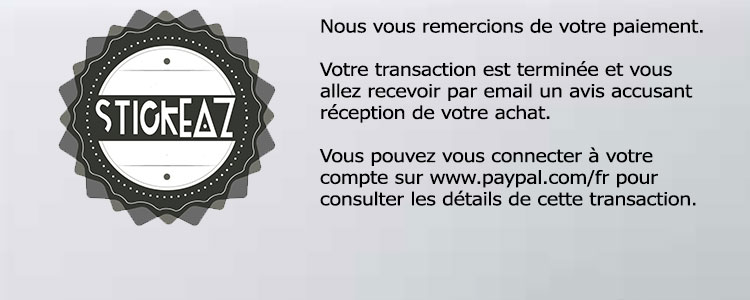 STICKEAZ
Nous vous remercions de votre paiement.
Votre transaction est terminée et vous
allez recevoir par email un avis accusant
réception de votre achat.
Vous pouvez vous connecter à votre
compte sur www.paypal.com/fr pour
consulter les détails de cette transaction.